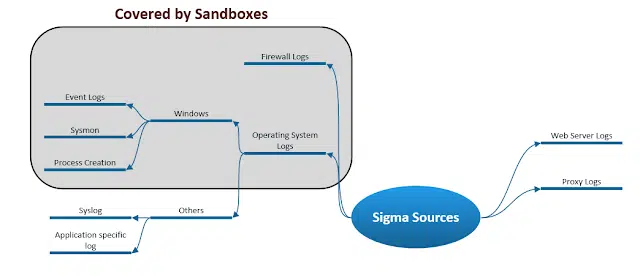 Covered by Sandboxes
Firewall Logs
Event Logs
Windows
Sysmon
Operating System
Logs
Process Creation
Web Server Logs
Proxy Logs
Sigma Sources
Syslog
Others
Application specific
log